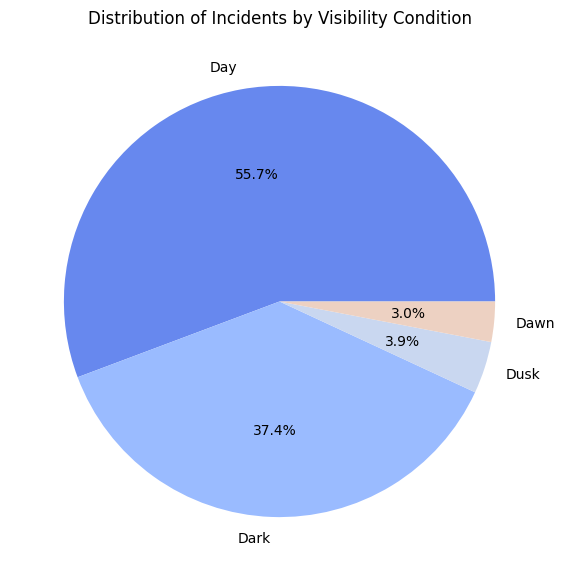 Distribution of Incidents by Visibility Condition
Day
55.7%
3.0%
Dawn
3.9%
Dusk
37.4%
Dark